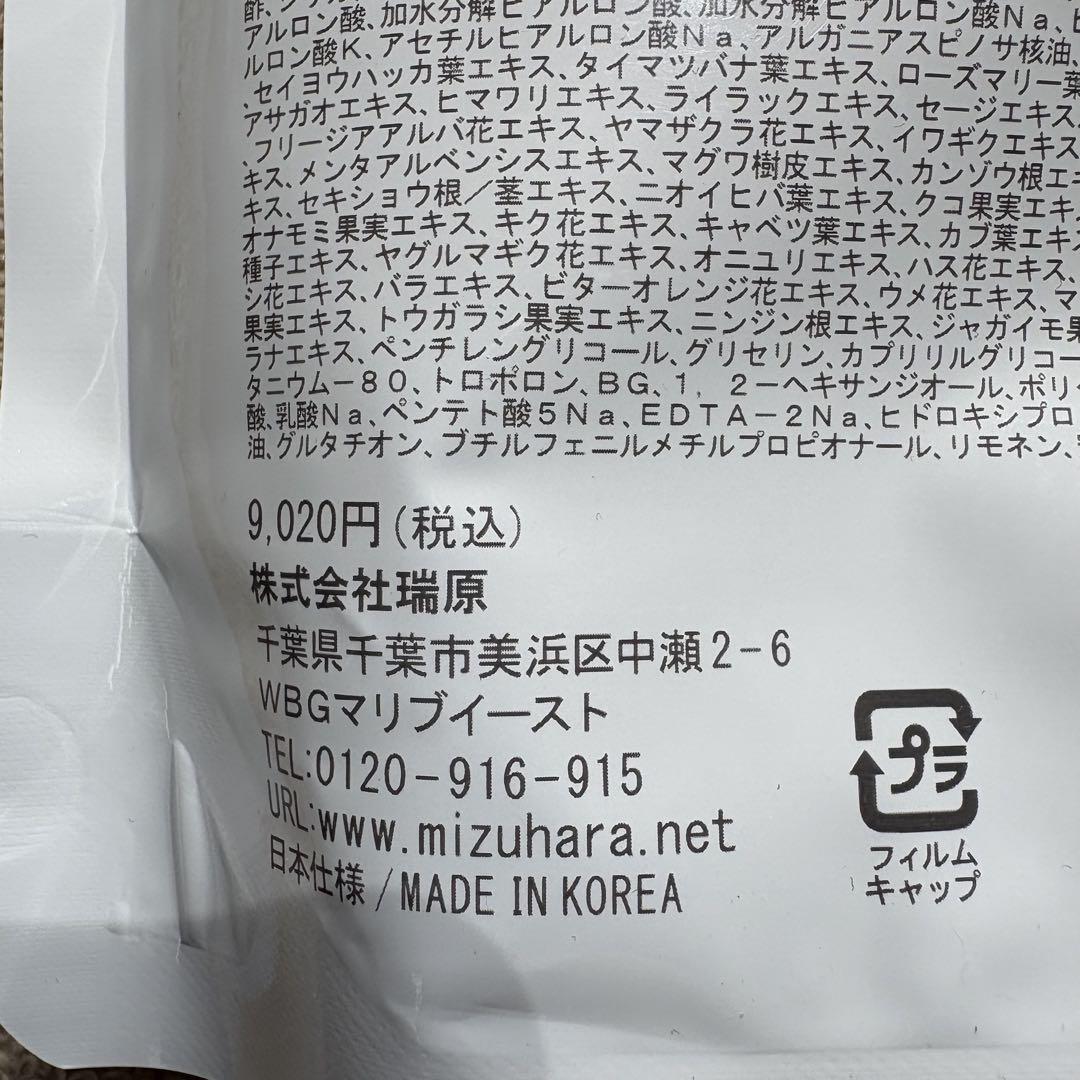 アルロン酸、加水分解ヒアルロン酸、加水分解ヒアルロン酸Na、
ルロン酸K、アセチルヒアルロン酸Na、アルガニアスピノサ核油、
、セイヨウハッカ葉エキス、タイマツバナ葉エキス、ローズマリー葉
アサガオエキス、ヒマワリエキス、ライラックエキス、セージエキス、
、フリージアアルバ花エキス、ヤマザクラ花エキス、イワギクエキス
キス、メンタアルベンシスエキス、マグワ樹皮エキス、カンゾウ根エキ
キス、セキショウ根／茎エキス、ニオイヒバ葉エキス、クコ果実エキ
オナモミ果実エキス、キク花エキス、キャベツ葉エキス、カブ葉エキス
種子エキス、ヤグルマギク花エキス、オニユリエキス、ハス花エキス、
シ花エキス、バラエキス、ビターオレンジ花エキス、ウメ花エキス、マ
果実エキス、トウガラシ果実エキス、ニンジン根エキス、ジャガイモ果
ラナエキス、ペンチレングリコール、グリセリン、カプリリルグリコー
タニウムー８０、トロポロン、ＢＧ、１，２－ヘキサンジオール、ポリ
酸、乳酸Ｎａ、ペンテト酸５Ｎａ、ＥＤＴＡ－２Ｎａ、ヒドロキシプロ
油、グルタチオン、ブチルフェニルメチルプロピオナール、リモネン、
9,020円(税込)
株式会社瑞原
千葉県千葉市美浜区中瀬2-6
WBGマリブイースト
TEL:0120-916-915
URL:www.mizuhara.net
日本仕様/MADE IN KOREA
プラ
フィルム
キャップ